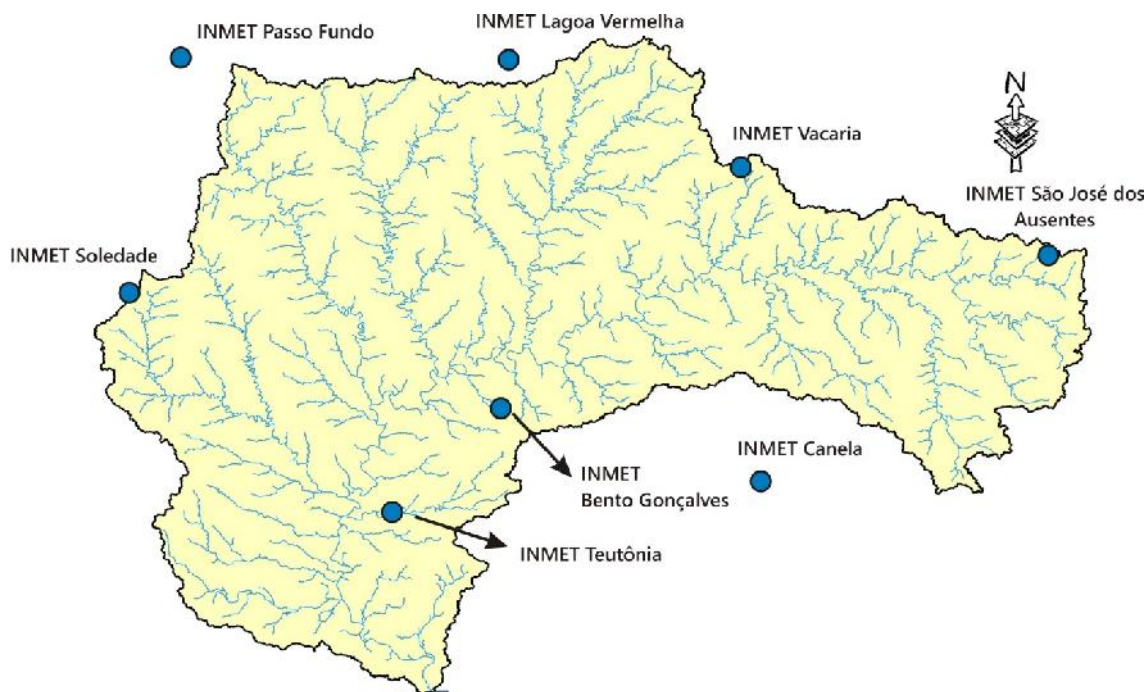 INMET Passo Fundo
INMET Lagoa Vermelha
N
INMET Vacaria
INMET São José dos
Ausentes
INMET Soledade
INMET Canela
INMET
Bento Gonçalves
INMET Teutônia